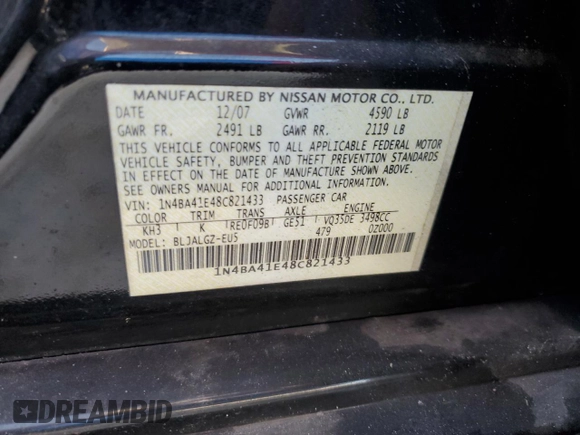 MANUFACTURED BY NISSAN MOTOR CO., LTD.
DATE 12/07 GVWR 4590 LB
GAWR FR. 2491 LB GAWR RR. 2119 LB
THIS VEHICLE CONFORMS TO ALL APPLICABLE FEDERAL MOTOR
VEHICLE SAFETY, BUMPER AND THEFT PREVENTION STANDARDS
IN EFFECT ON THE DATE OF MANUFACTURE SHOWN ABOVE.
SEE OWNERS MANUAL FOR ADDITIONAL INFORMATION.
VIN: 1N4BA41E48C821433 PASSENGER CAR
COLOR TRIM TRANS AXLE ENGINE
KH3 K RE0F09B GE51 VQ35DE 3498CC
MODEL: BLJALGZ-EU5 479 0Z000
1N4BA41E48C821433
DREAMBID